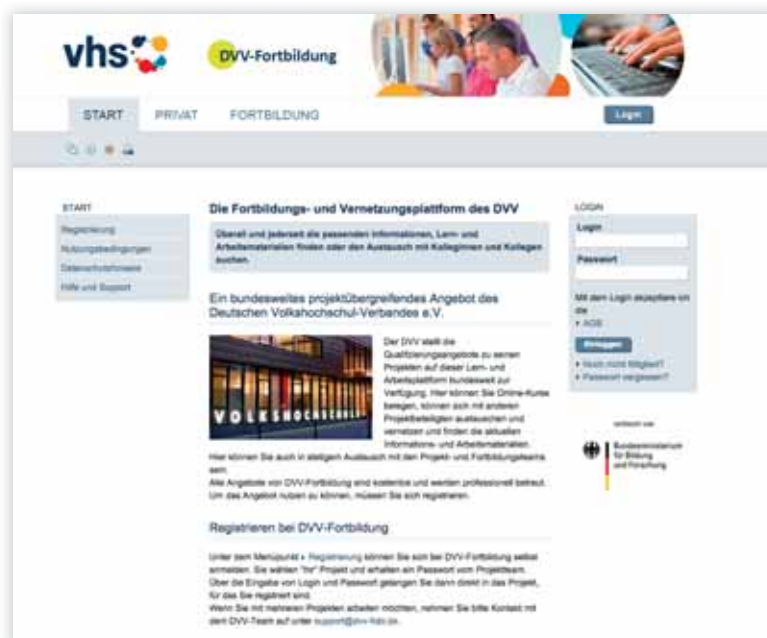 vhs
DVV-Fortbildung
START PRIVAT FORTBILDUNG
Login
START
Registrierung
Nutzungsbedingungen
Datenschutzhinweis
Hilfe und Support
Die Fortbildungs- und Vernetzungsplattform des DVV
Überall und jederzeit die passenden Informationen, Lern- und
Arbeitsmaterialien finden oder den Austausch mit Kolleginnen und Kollegen
suchen.
Ein bundesweites projektübergreifendes Angebot des
Deutschen Volkshochschul-Verbandes e.V.
VOLKSHOCHSCHULE
Der DVV stellt die
Qualifizierungsangebote zu seinen
Projekten auf dieser Lern- und
Arbeitsplattform bundesweit zur
Verfügung. Hier können Sie Online-Kurse
belegen, können sich mit anderen
Projektbeteiligten austauschen und
vernetzen und finden die aktuellen
Informations- und Arbeitsmaterialien.
Hier können Sie auch in stetigem Austausch mit den Projekt- und Fortbildungsteams
sein.
Alle Angebote von DVV-Fortbildung sind kostenlos und werden professionell betreut.
Um das Angebot nutzen zu können, müssen Sie sich registrieren.
Registrieren bei DVV-Fortbildung
Unter dem Menüpunkt ▸ Registrierung können Sie sich bei DVV-Fortbildung selbst
anmelden. Sie wählen "Ihr" Projekt und erhalten ein Passwort vom Projektteam.
Über die Eingabe von Login und Passwort gelangen Sie dann direkt in das Projekt,
für das Sie registriert sind.
Wenn Sie mit mehreren Projekten arbeiten möchten, nehmen Sie bitte Kontakt mit
dem DVV-Team auf unter
LOGIN
Login
Passwort
Mit dem Login akzeptiere ich
die
▸ AGB
Einloggen
▸ Noch nicht Mitglied?
▸ Passwort vergessen?
Bundesministerium
für Bildung
und Forschung